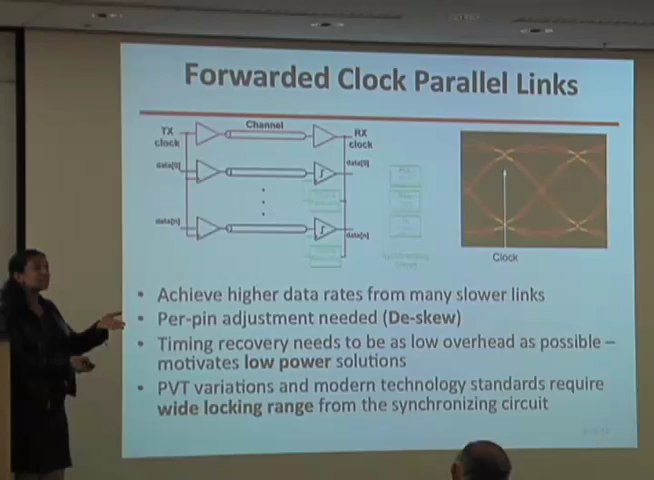 Forwarded Clock Parallel Links
TX
clock
Channel
RX
clock
data[0]
data[0]
data[n]
data[n]
Clock
• Achieve higher data rates from many slower links
• Per-pin adjustment needed (De-skew)
• Timing recovery needs to be as low overhead as possible –
motivates low power solutions
• PVT variations and modern technology standards require
wide locking range from the synchronizing circuit